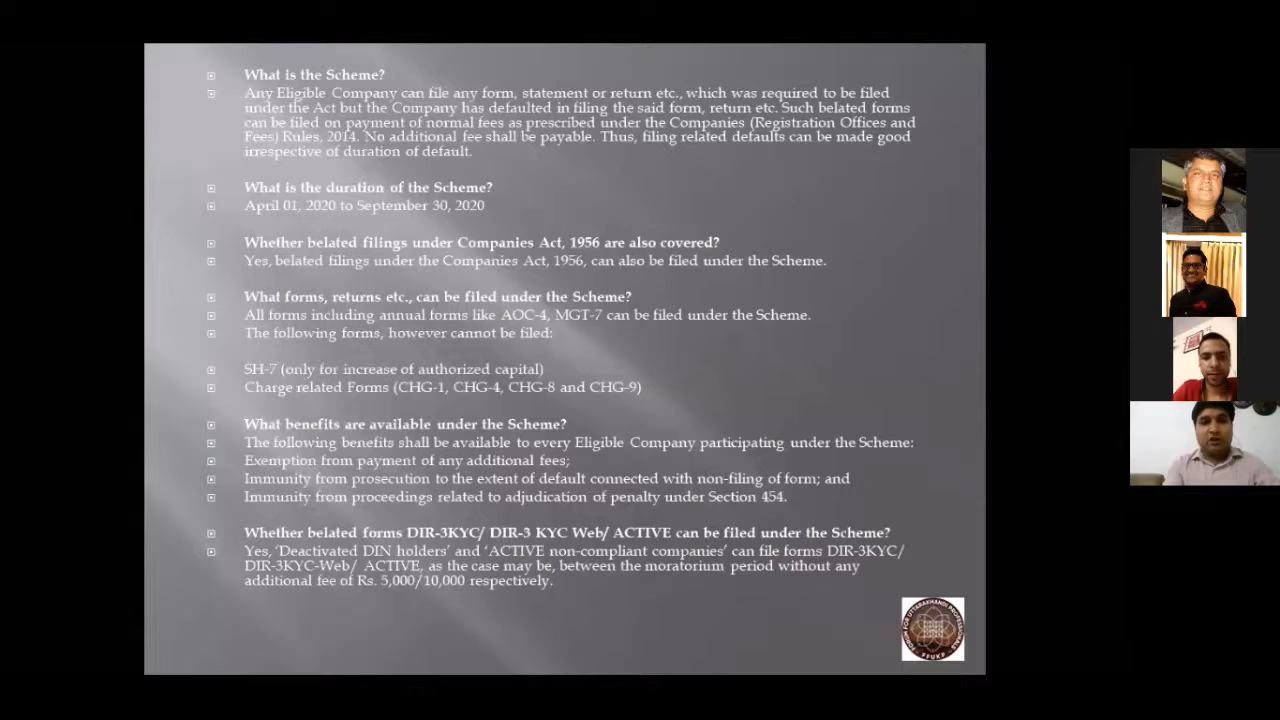 What is the Scheme?
Any Eligible Company can file any form, statement or return etc., which was required to be filed
under the Act but the Company has defaulted in filing the said form, return etc. Such belated forms
can be filed on payment of normal fees as prescribed under the Companies (Registration Offices and
Fees) Rules, 2014. No additional fee shall be payable. Thus, filing related defaults can be made good
irrespective of duration of default.
What is the duration of the Scheme?
April 01, 2020 to September 30, 2020
Whether belated filings under Companies Act, 1956 are also covered?
Yes, belated filings under the Companies Act, 1956, can also be filed under the Scheme.
What forms, returns etc., can be filed under the Scheme?
All forms including annual forms like AOC-4, MGT-7 can be filed under the Scheme.
The following forms, however cannot be filed:
SH-7 (only for increase of authorized capital)
Charge related Forms (CHG-1, CHG-4, CHG-8 and CHG-9)
What benefits are available under the Scheme?
The following benefits shall be available to every Eligible Company participating under the Scheme:
Exemption from payment of any additional fees;
Immunity from prosecution to the extent of default connected with non-filing of form; and
Immunity from proceedings related to adjudication of penalty under Section 454.
Whether belated forms DIR-3KYC/ DIR-3 KYC Web/ ACTIVE can be filed under the Scheme?
Yes, 'Deactivated DIN holders' and 'ACTIVE non-compliant companies' can file forms DIR-3KYC/
DIR-3KYC-Web/ ACTIVE, as the case may be, between the moratorium period without any
additional fee of Rs. 5,000/10,000 respectively.
FORUM FOR UTTARAKHAND PROFESSIONALS
FFUKP